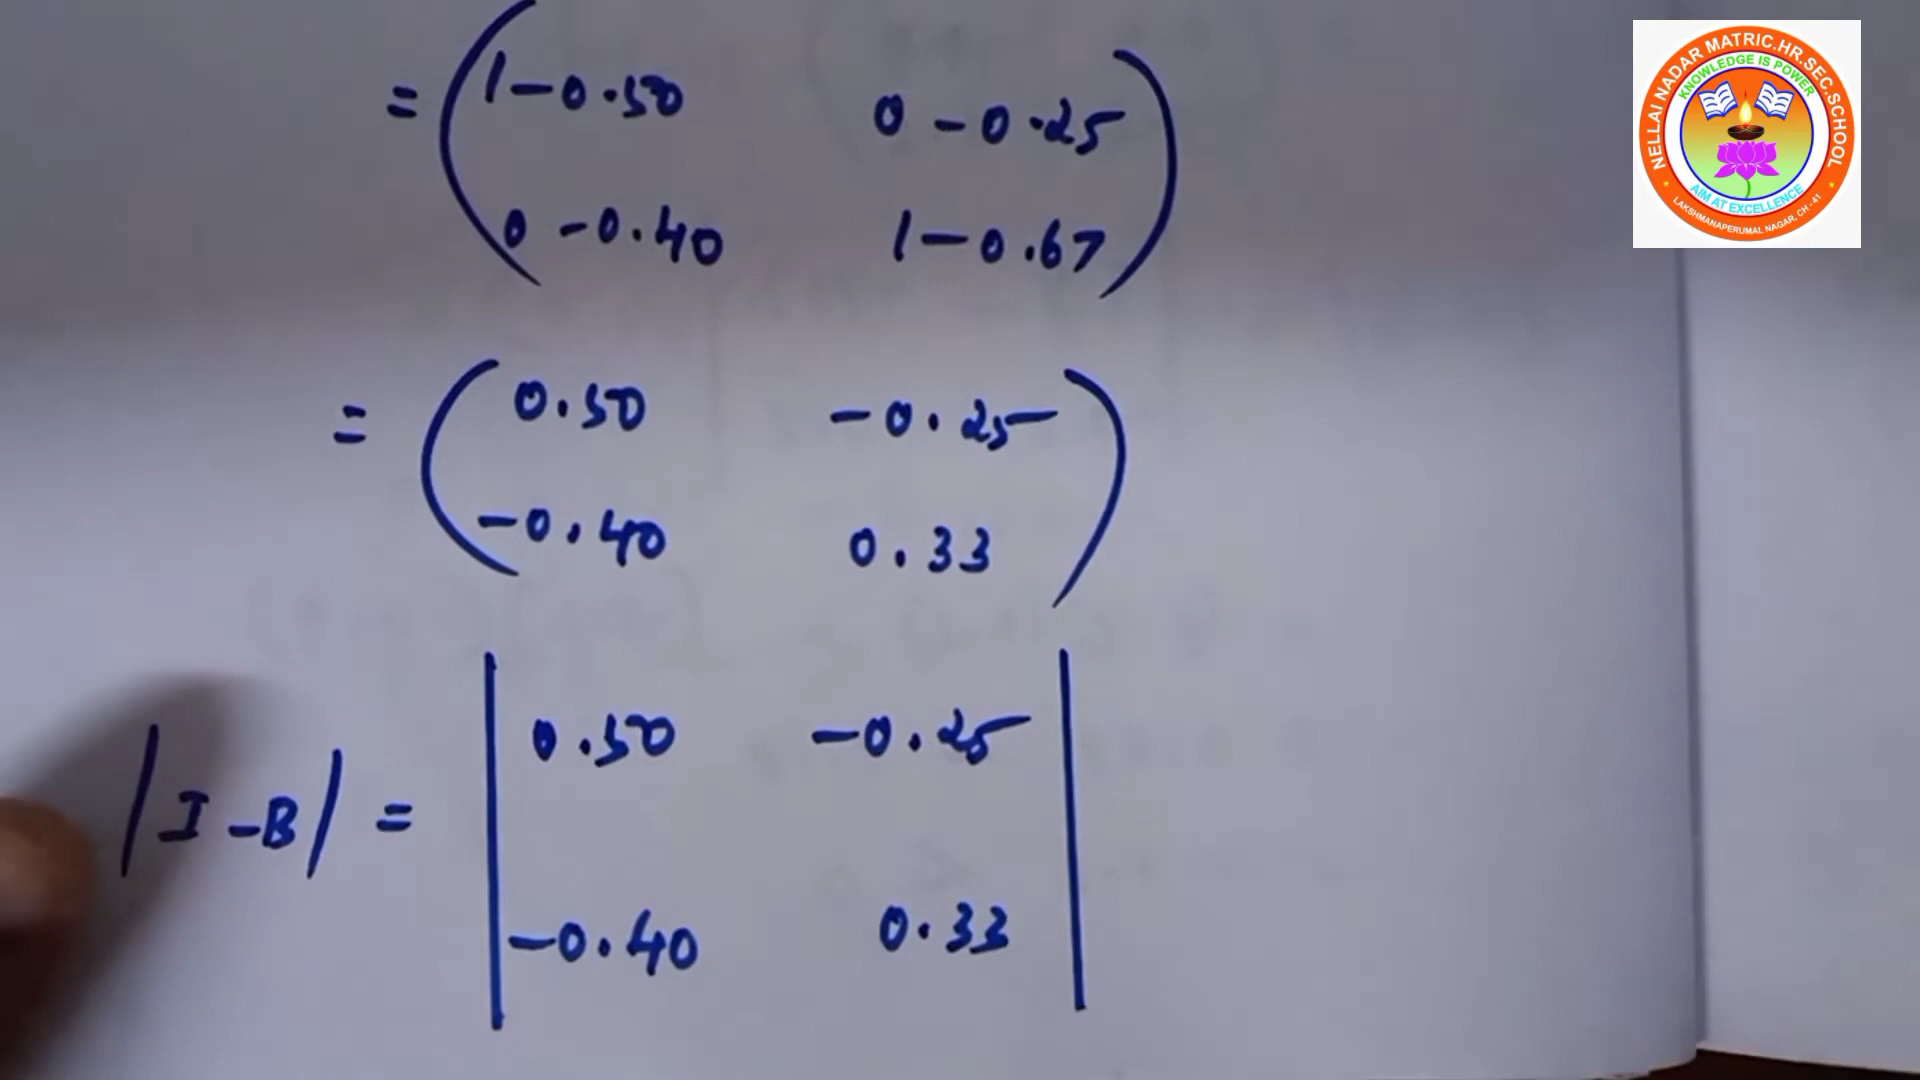 = ( 1 - 0.50 0 - 0.25
0 - 0.40 1 - 0.67 )
= ( 0.50 -0.25
-0.40 0.33 )
|I - B| = | 0.50 -0.25
-0.40 0.33 |
NELLAI NADAR MATRIC.HR.SEC.SCHOOL
KNOWLEDGE IS POWER
AIM AT EXCELLENCE
LAKSHMANAPERUMAL NAGAR, CH - 41